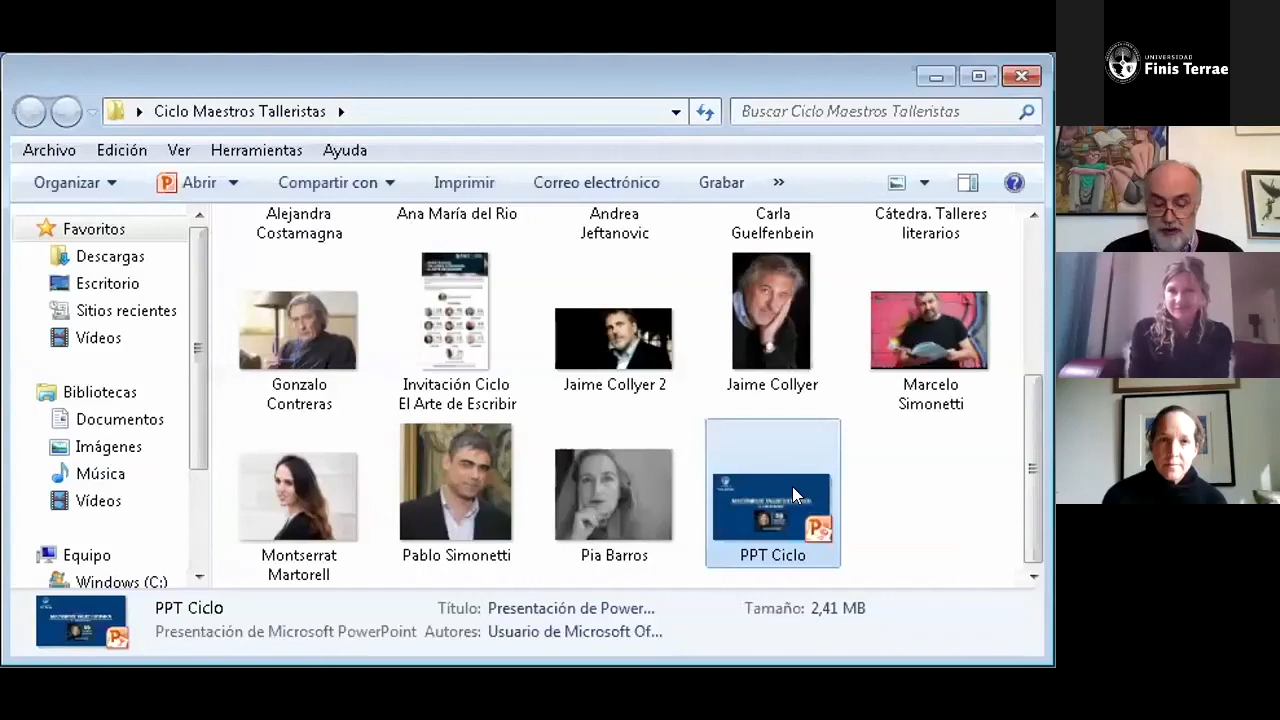 UNIVERSIDAD
Finis Terrae
Ciclo Maestros Talleristas
Buscar Ciclo Maestros Talleristas
Archivo Edición Ver Herramientas Ayuda
Organizar Abrir Compartir con Imprimir Correo electrónico Grabar »
Favoritos
Descargas
Escritorio
Sitios recientes
Vídeos
Bibliotecas
Documentos
Imágenes
Música
Vídeos
Equipo
Windows (C:)
Alejandra
Costamagna
Ana María del Rio
Andrea
Jeftanovic
Carla
Guelfenbein
Cátedra. Talleres
literarios
Gonzalo
Contreras
Invitación Ciclo
El Arte de Escribir
Jaime Collyer 2
Jaime Collyer
Marcelo
Simonetti
Montserrat
Martorell
Pablo Simonetti
Pia Barros
PPT Ciclo
PPT Ciclo
Título: Presentación de Power...
Tamaño: 2,41 MB
Presentación de Microsoft PowerPoint
Autores: Usuario de Microsoft Of...